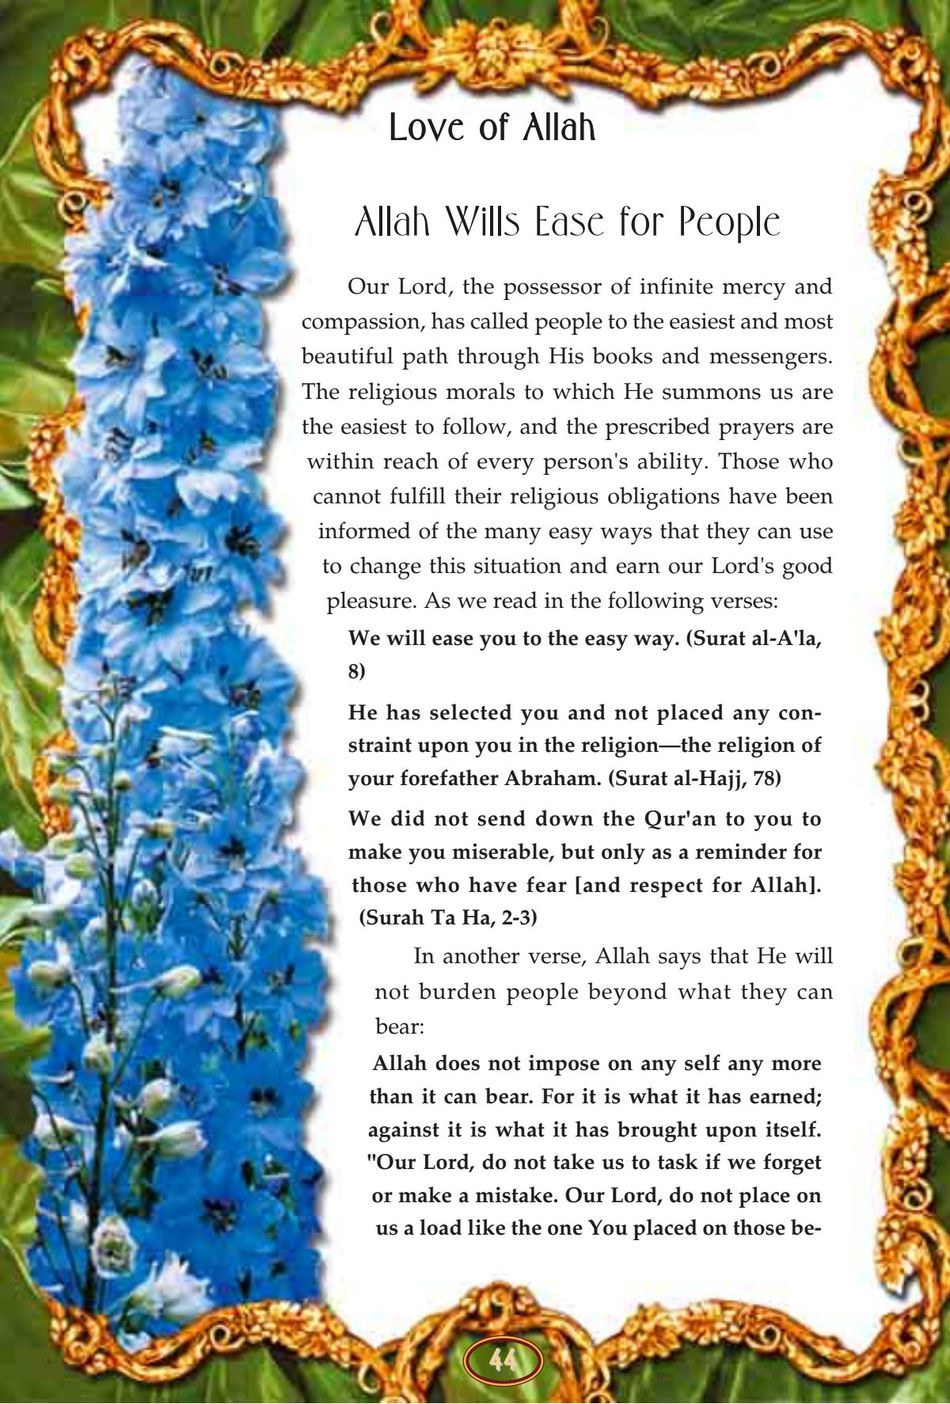 Love of Allah
Allah Wills Ease for People
Our Lord, the possessor of infinite mercy and
compassion, has called people to the easiest and most
beautiful path through His books and messengers.
The religious morals to which He summons us are
the easiest to follow, and the prescribed prayers are
within reach of every person's ability. Those who
cannot fulfill their religious obligations have been
informed of the many easy ways that they can use
to change this situation and earn our Lord's good
pleasure. As we read in the following verses:
We will ease you to the easy way. (Surat al-A'la,
8)
He has selected you and not placed any con-
straint upon you in the religion—the religion of
your forefather Abraham. (Surat al-Hajj, 78)
We did not send down the Qur'an to you to
make you miserable, but only as a reminder for
those who have fear [and respect for Allah].
(Surah Ta Ha, 2-3)
In another verse, Allah says that He will
not burden people beyond what they can
bear:
Allah does not impose on any self any more
than it can bear. For it is what it has earned;
against it is what it has brought upon itself.
"Our Lord, do not take us to task if we forget
or make a mistake. Our Lord, do not place on
us a load like the one You placed on those be-
44